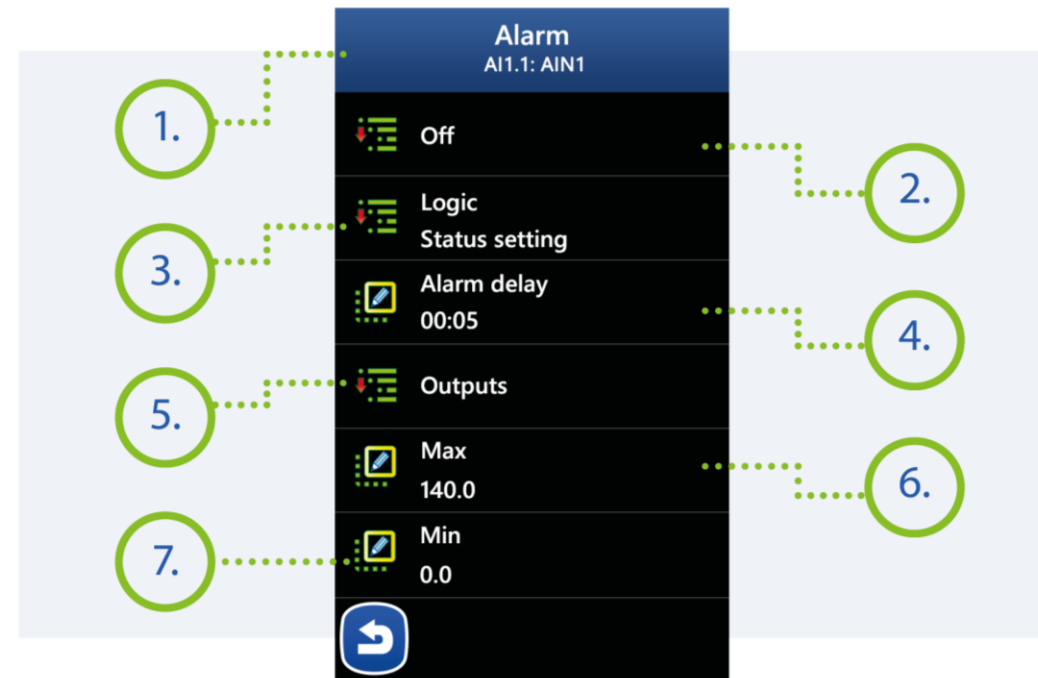 Alarm
AI1.1: AIN1
1.
Off
2.
Logic
Status setting
3.
Alarm delay
00:05
4.
Outputs
5.
Max
140.0
6.
Min
0.0
7.